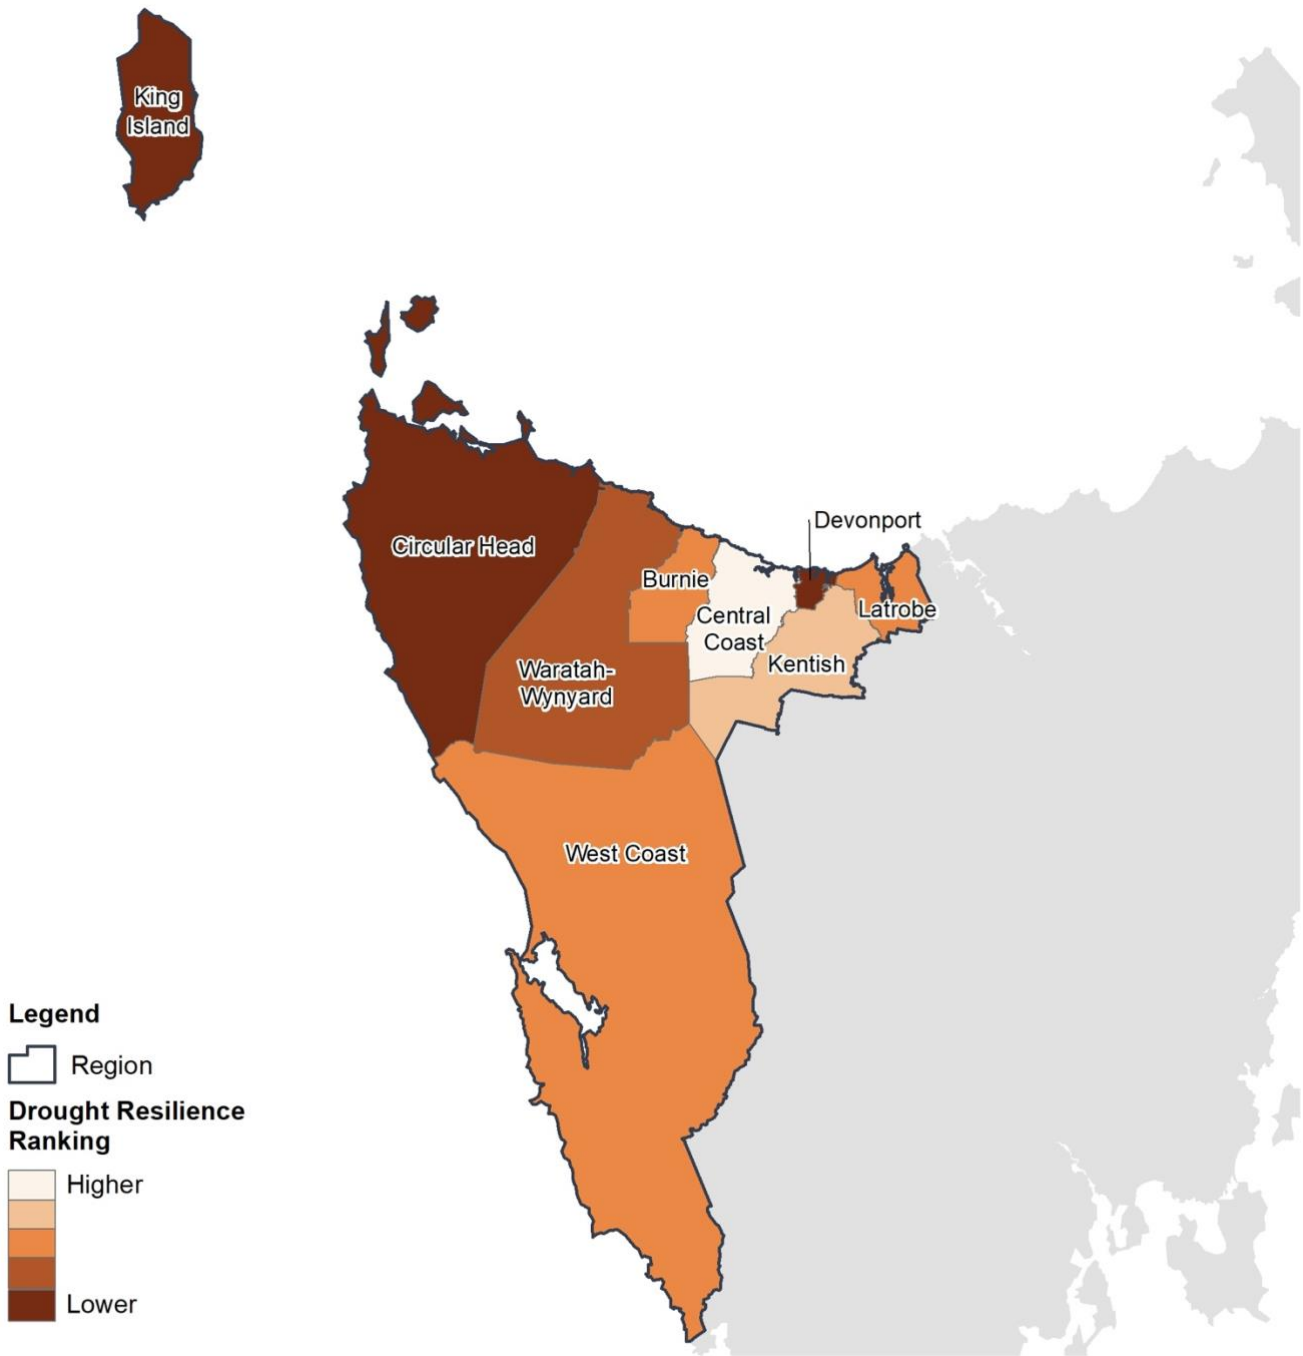 King
Island
Devonport
Circular Head
Burnie
Central
Coast
Latrobe
Kentish
Waratah-
Wynyard
West Coast
Legend
Region
Drought Resilience
Ranking
Higher
Lower